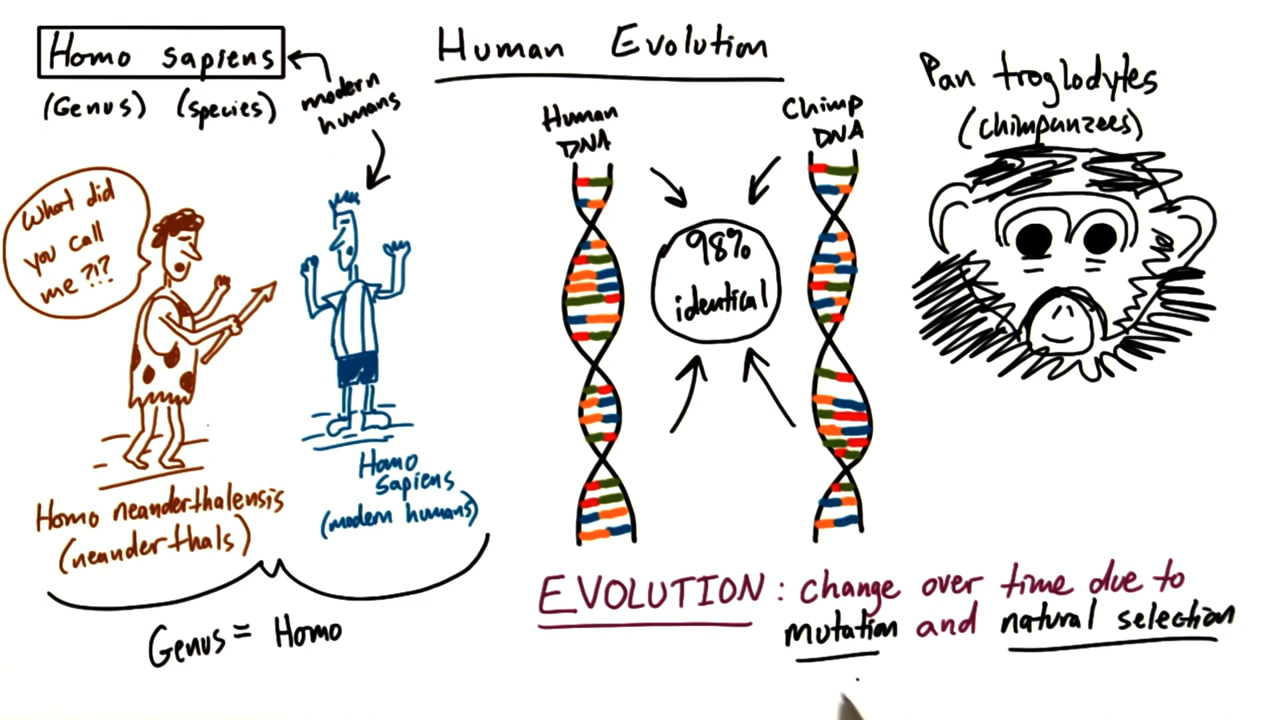 Human Evolution
Homo sapiens
(Genus) (species)
modern
humans
What did
you call
me ?!?
Homo neanderthalensis
(neanderthals)
Homo
Sapiens
(modern humans)
Genus = Homo
Human
DNA
98%
identical
Chimp
DNA
Pan troglodytes
(chimpanzees)
EVOLUTION: change over time due to
mutation and natural selection